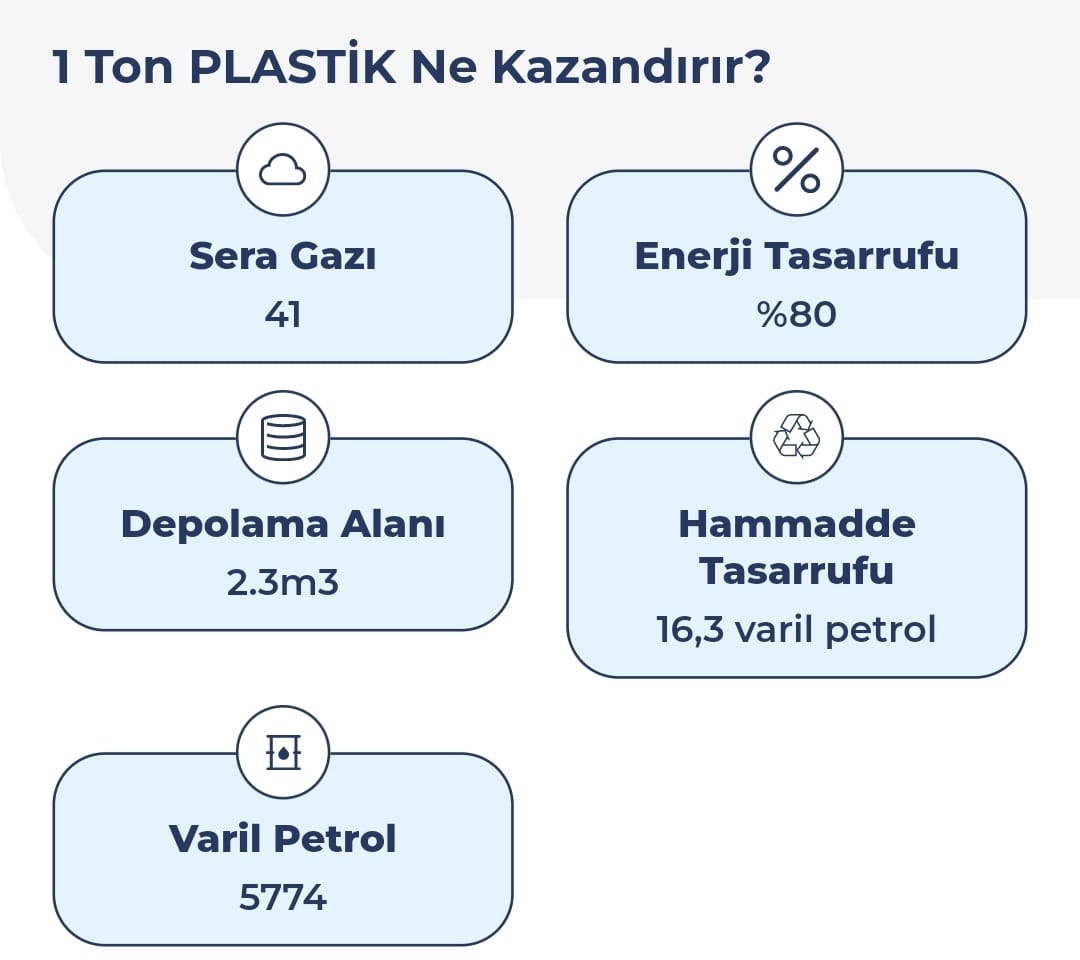 1 Ton PLASTİK Ne Kazandırır?
Sera Gazı
41
Enerji Tasarrufu
%80
Depolama Alanı
2.3m3
Hammadde
Tasarrufu
16,3 varil petrol
Varil Petrol
5774